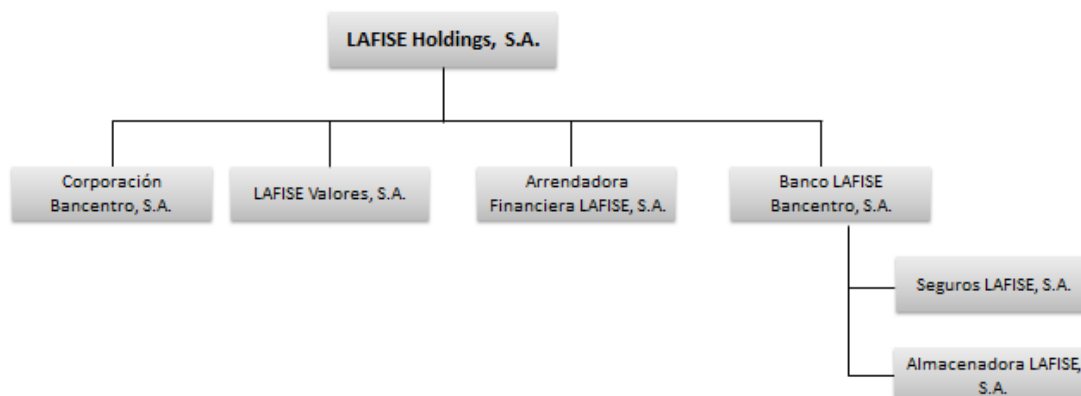 LAFISE Holdings, S.A.
Corporación
Bancentro, S.A.
LAFISE Valores, S.A.
Arrendadora
Financiera LAFISE, S.A.
Banco LAFISE
Bancentro, S.A.
Seguros LAFISE, S.A.
Almacenadora LAFISE,
S.A.